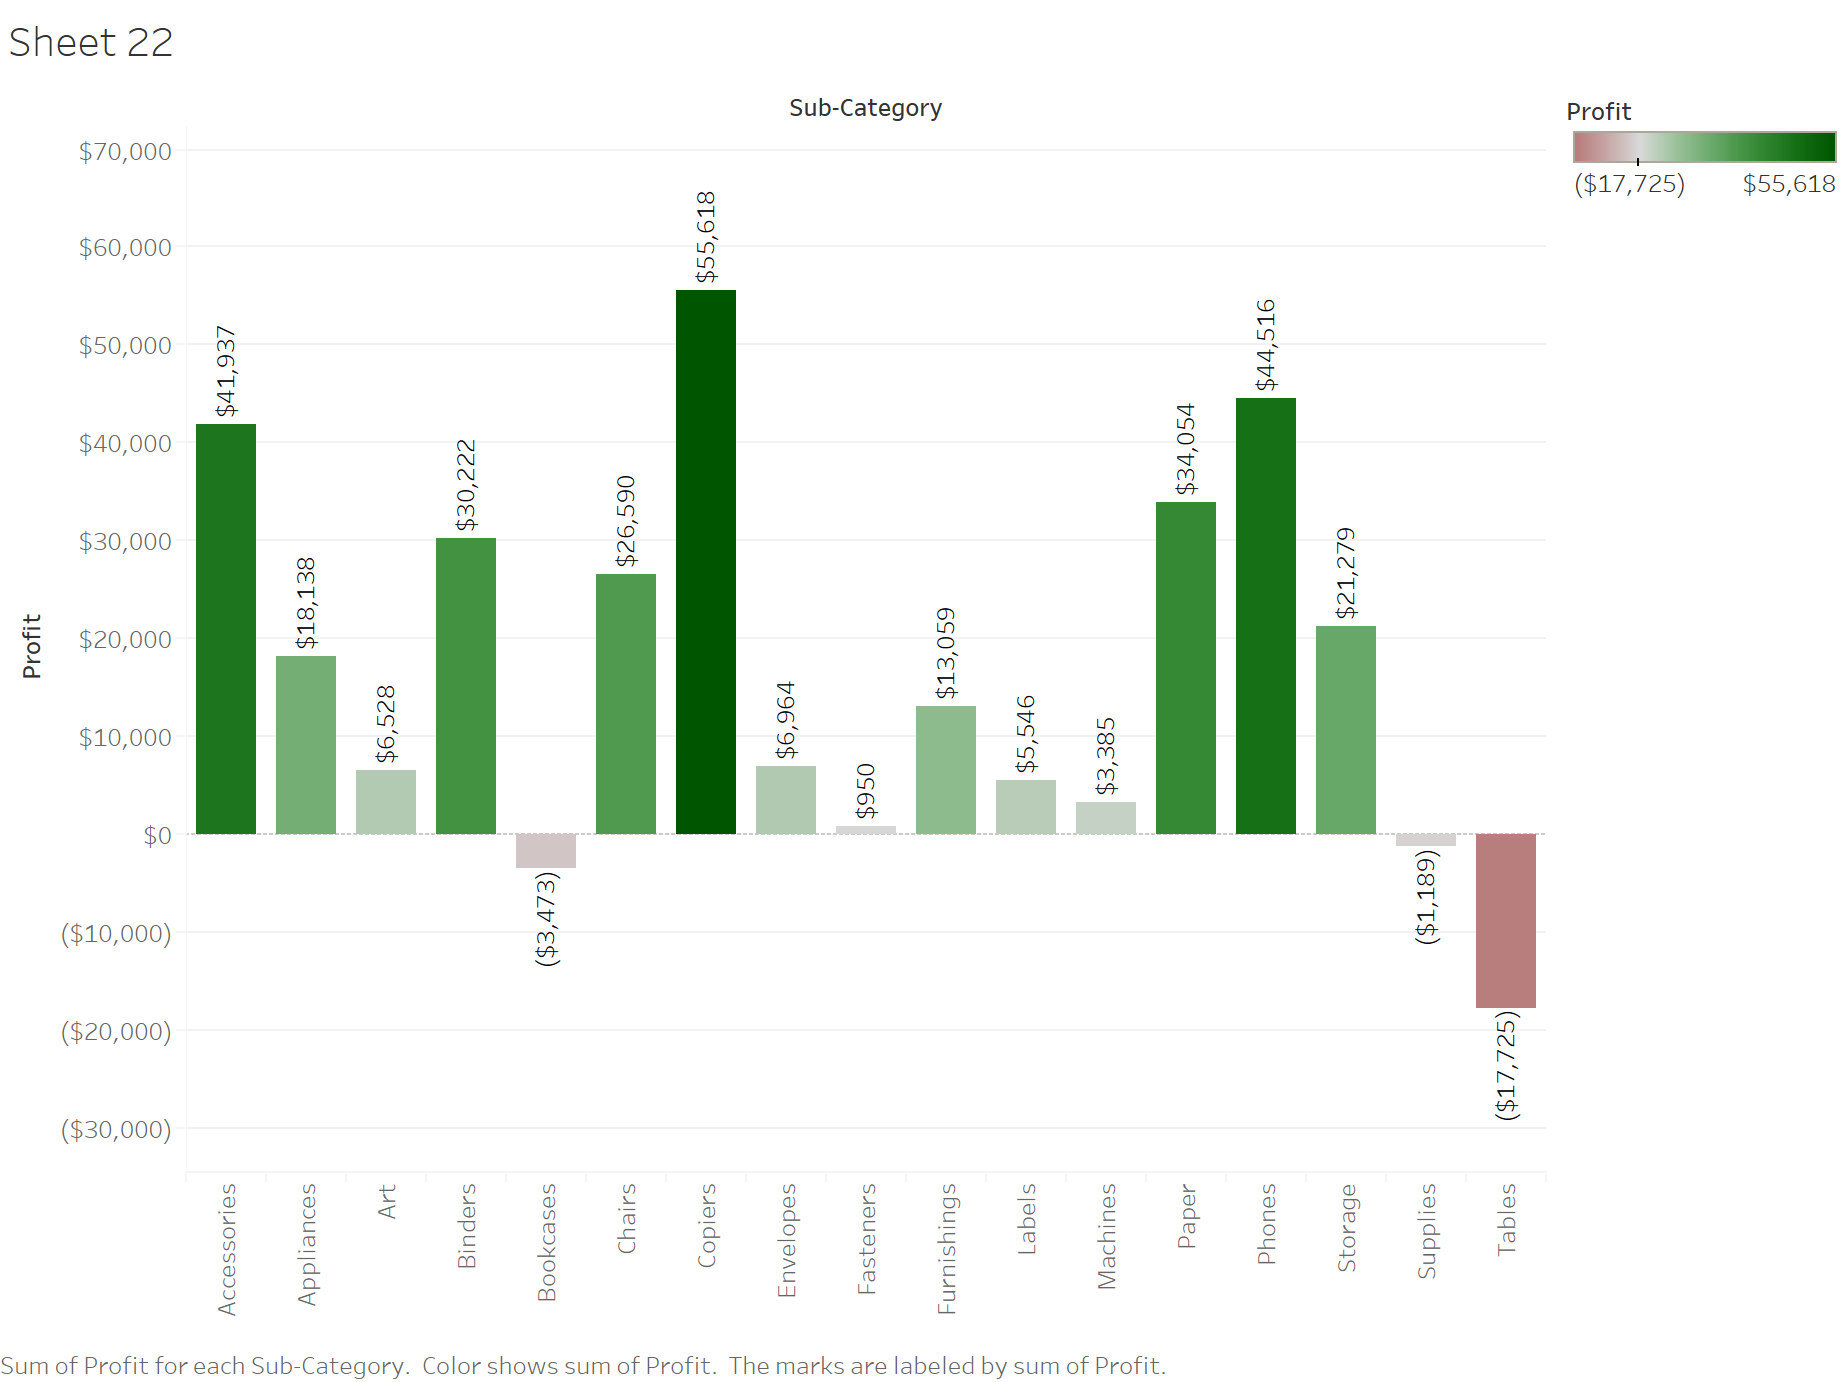 Sheet 22
Sub-Category
Profit
($17,725) $55,618
Profit
$70,000
$60,000
$50,000
$40,000
$30,000
$20,000
$10,000
$0
($10,000)
($20,000)
($30,000)
$41,937
$18,138
$6,528
$30,222
($3,473)
$26,590
$55,618
$6,964
$950
$13,059
$5,546
$3,385
$34,054
$44,516
$21,279
($1,189)
($17,725)
Accessories
Appliances
Art
Binders
Bookcases
Chairs
Copiers
Envelopes
Fasteners
Furnishings
Labels
Machines
Paper
Phones
Storage
Supplies
Tables
Sum of Profit for each Sub-Category.  Color shows sum of Profit.  The marks are labeled by sum of Profit.